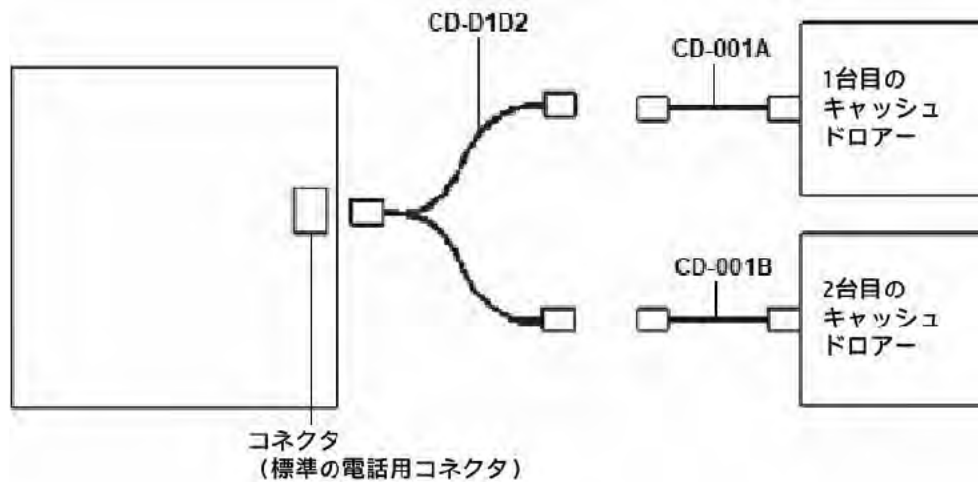 CD-D1D2
CD-001A
1台目の
キャッシュ
ドロアー
CD-001B
2台目の
キャッシュ
ドロアー
コネクタ
（標準の電話用コネクタ）